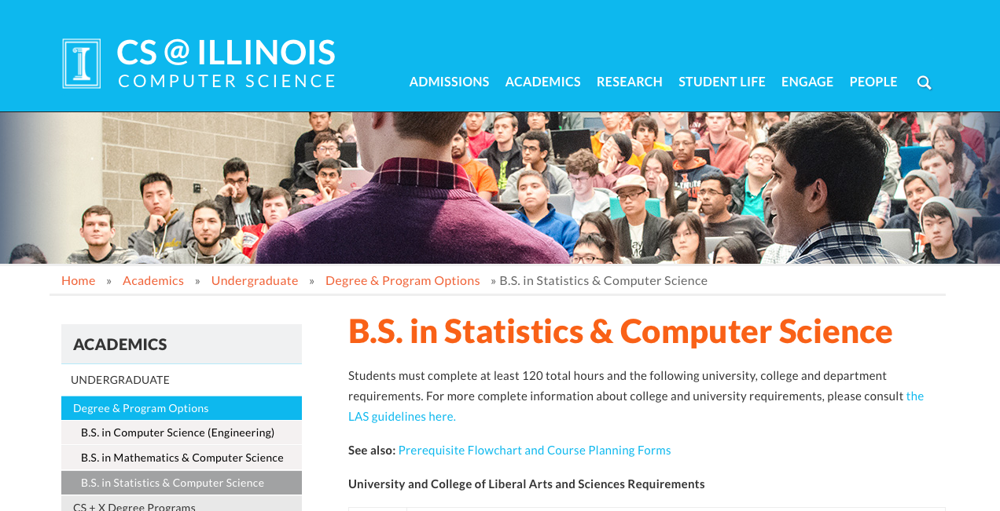 CS @ ILLINOIS
COMPUTER SCIENCE
ADMISSIONS ACADEMICS RESEARCH STUDENT LIFE ENGAGE PEOPLE
Home » Academics » Undergraduate » Degree & Program Options » B.S. in Statistics & Computer Science
ACADEMICS
UNDERGRADUATE
Degree & Program Options
B.S. in Computer Science (Engineering)
B.S. in Mathematics & Computer Science
B.S. in Statistics & Computer Science
CS + X Degree Programs
B.S. in Statistics & Computer Science
Students must complete at least 120 total hours and the following university, college and department
requirements. For more complete information about college and university requirements, please consult the
LAS guidelines here.
See also: Prerequisite Flowchart and Course Planning Forms
University and College of Liberal Arts and Sciences Requirements